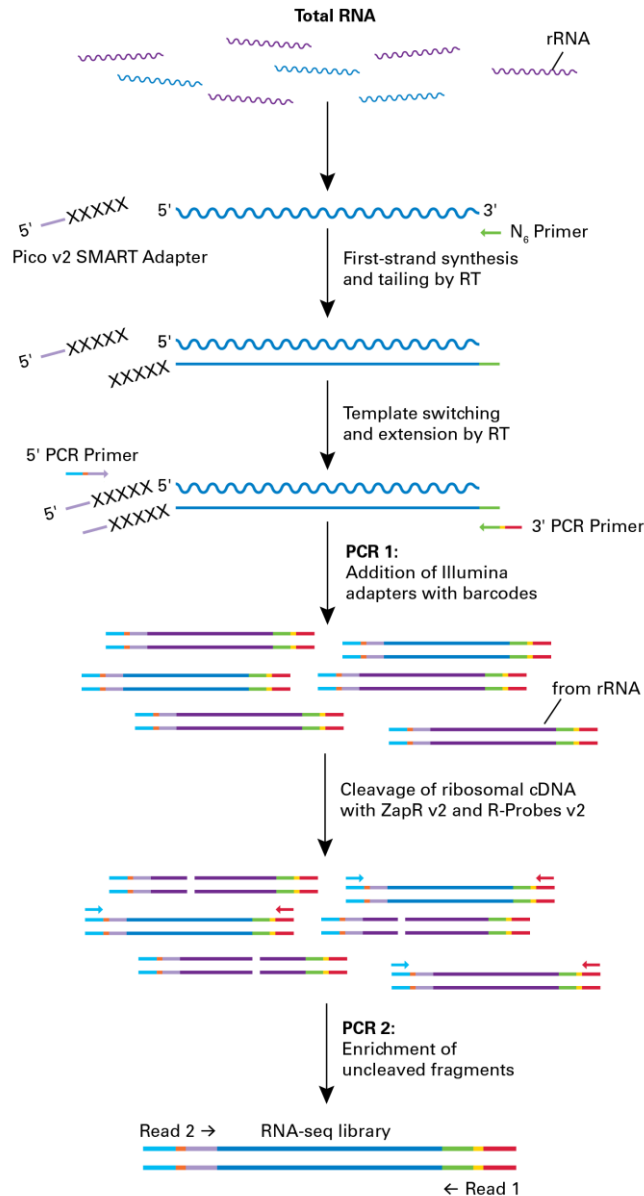 Total RNA
rRNA
5'
XXXXX
5'
3'
Pico v2 SMART Adapter
N6 Primer
First-strand synthesis
and tailing by RT
5'
XXXXX
5'
XXXXX
Template switching
and extension by RT
5' PCR Primer
5'
XXXXX
5'
XXXXX
3' PCR Primer
PCR 1:
Addition of Illumina
adapters with barcodes
from rRNA
Cleavage of ribosomal cDNA
with ZapR v2 and R-Probes v2
PCR 2:
Enrichment of
uncleaved fragments
Read 2 →
RNA-seq library
← Read 1